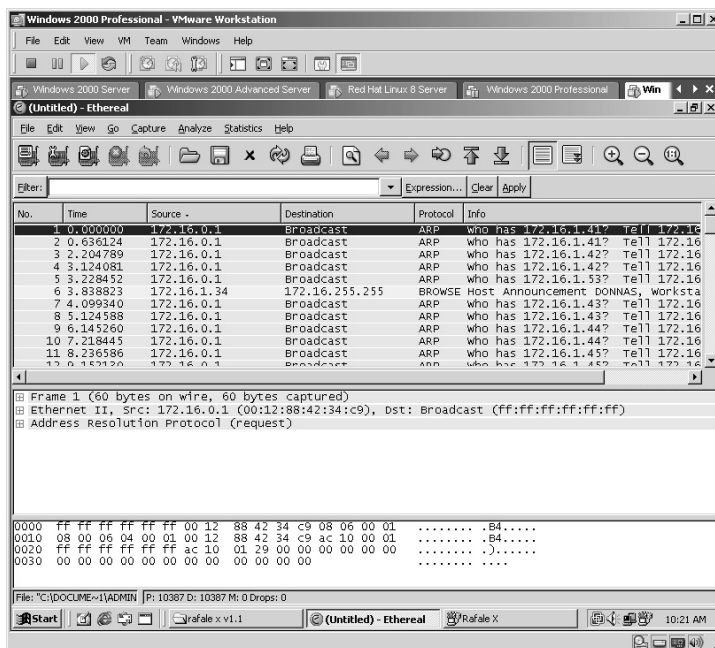 Windows 2000 Professional - VMware Workstation
File Edit View VM Team Windows Help
Windows 2000 Server Windows 2000 Advanced Server Red Hat Linux 8 Server Windows 2000 Professional Win
(Untitled) - Ethereal
File Edit View Go Capture Analyze Statistics Help
Filter: Expression... Clear Apply
No. Time Source Destination Protocol Info
1 0.000000 172.16.0.1 Broadcast ARP who has 172.16.1.41? Tell 172.16
2 0.636124 172.16.0.1 Broadcast ARP who has 172.16.1.41? Tell 172.16
3 2.204789 172.16.0.1 Broadcast ARP who has 172.16.1.42? Tell 172.16
4 3.124081 172.16.0.1 Broadcast ARP who has 172.16.1.42? Tell 172.16
5 3.228452 172.16.0.1 Broadcast ARP who has 172.16.1.53? Tell 172.16
6 3.838823 172.16.1.34 172.16.255.255 BROWSE Host Announcement DONNAS, Worksta
7 4.099340 172.16.0.1 Broadcast ARP who has 172.16.1.43? Tell 172.16
8 5.124588 172.16.0.1 Broadcast ARP who has 172.16.1.43? Tell 172.16
9 6.145260 172.16.0.1 Broadcast ARP who has 172.16.1.44? Tell 172.16
10 7.218445 172.16.0.1 Broadcast ARP who has 172.16.1.44? Tell 172.16
11 8.236586 172.16.0.1 Broadcast ARP who has 172.16.1.45? Tell 172.16
12 9.152130 172.16.0.1 Broadcast ARP who has 172.16.1.45? Tell 172.16
Frame 1 (60 bytes on wire, 60 bytes captured)
Ethernet II, Src: 172.16.0.1 (00:12:88:42:34:c9), Dst: Broadcast (ff:ff:ff:ff:ff:ff)
Address Resolution Protocol (request)
0000 ff ff ff ff ff ff 00 12 88 42 34 c9 08 06 00 01 ........ .B4.....
0010 08 00 06 04 00 01 00 12 88 42 34 c9 ac 10 00 01 ........ .B4.....
0020 ff ff ff ff ff ff ac 10 01 29 00 00 00 00 00 00 ........ .)......
0030 00 00 00 00 00 00 00 00 00 00 00 00 ........ ....
File: "C:\DOCUME~1\ADMIN P: 10387 D: 10387 M: 0 Drops: 0
Start rafale x v1.1 (Untitled) - Ethereal Rafale X 10:21 AM